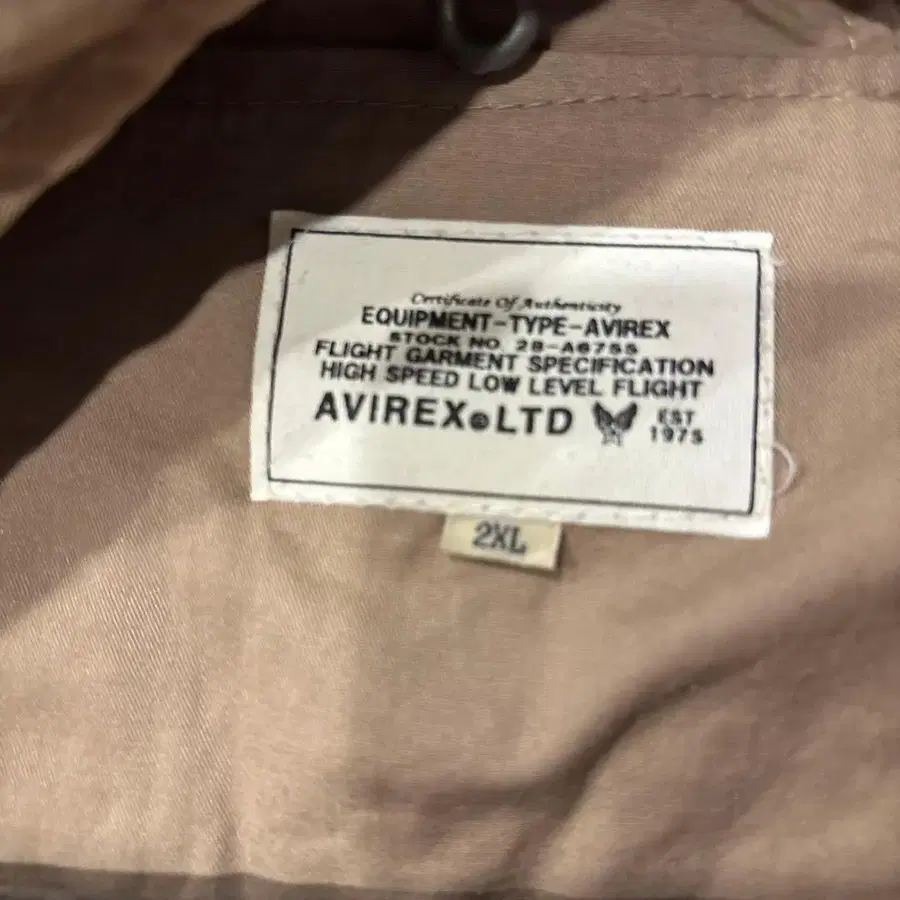 Certificate Of Authenticity
EQUIPMENT-TYPE-AVIREX
STOCK NO. 28-A6755
FLIGHT GARMENT SPECIFICATION
HIGH SPEED LOW LEVEL FLIGHT
AVIREX®LTD EST. 1975
2XL